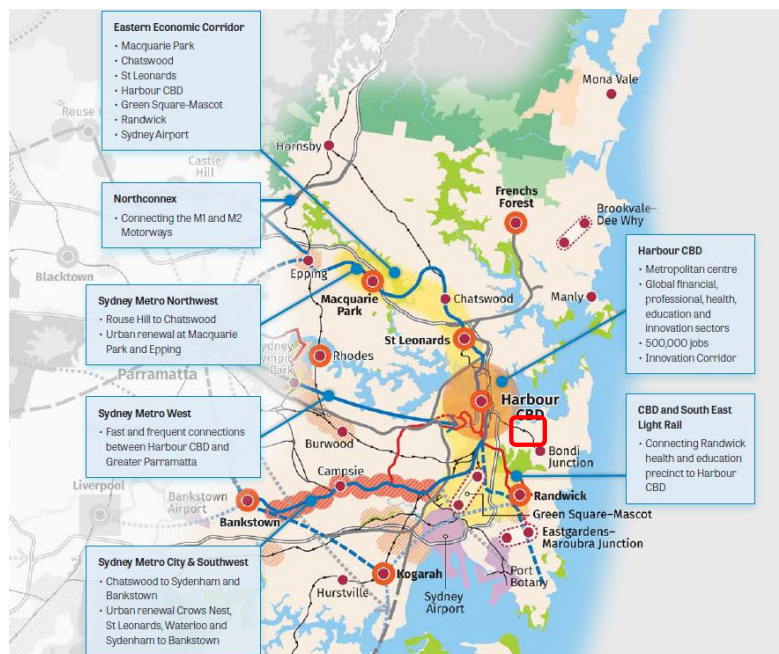 Eastern Economic Corridor
• Macquarie Park
• Chatswood
• St Leonards
• Harbour CBD
• Green Square-Mascot
• Randwick
• Sydney Airport
Northconnex
• Connecting the M1 and M2
Motorways
Sydney Metro Northwest
• Rouse Hill to Chatswood
• Urban renewal at Macquarie
Park and Epping
Sydney Metro West
• Fast and frequent connections
between Harbour CBD and
Greater Parramatta
Sydney Metro City & Southwest
• Chatswood to Sydenham and
Bankstown
• Urban renewal Crows Nest,
St Leonards, Waterloo and
Sydenham to Bankstown
Castle
Hill
Blacktown
Parramatta
Liverpool
Bankstown
Airport
Hornsby
Epping
Macquarie
Park
Rhodes
Burwood
Campsie
Bankstown
Hurstville
Kogarah
Mona Vale
Frenchs
Forest
Brookvale–
Dee Why
Chatswood
Manly
St Leonards
Harbour
CBD
Bondi
Junction
Randwick
Green Square–Mascot
Eastgardens–
Maroubra Junction
Port
Botany
Sydney
Airport
Harbour CBD
• Metropolitan centre
• Global financial,
professional, health,
education and
innovation sectors
• 500,000 jobs
• Innovation Corridor
CBD and South East
Light Rail
• Connecting Randwick
health and education
precinct to Harbour
CBD